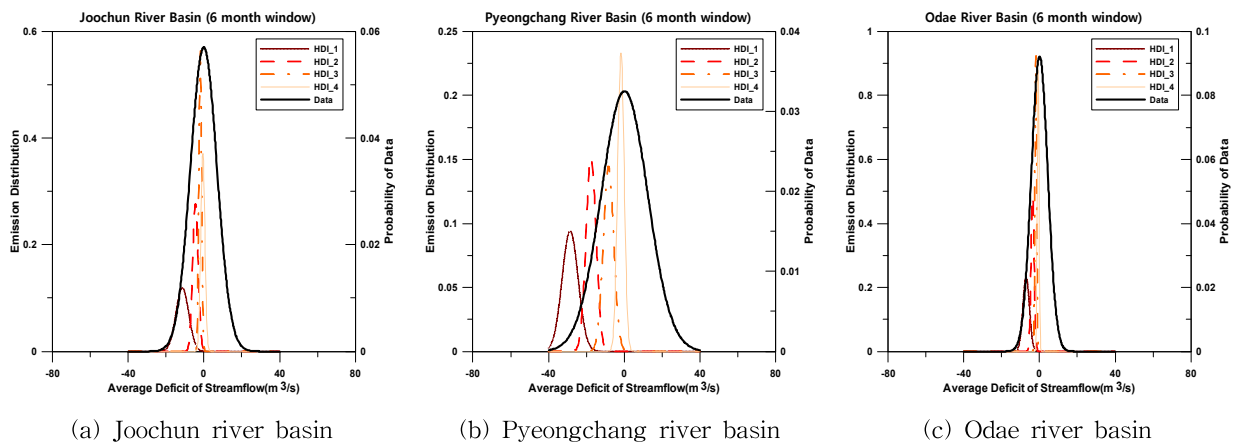 Joochun River Basin (6 month window)
0.6
0.4
0.2
0
Emission Distribution
0.06
0.04
0.02
0
Probability of Data
HDI_1
HDI_2
HDI_3
HDI_4
Data
-80 -40 0 40 80
Average Deficit of Streamflow(m³/s)
(a) Joochun river basin
Pyeongchang River Basin (6 month window)
0.25
0.2
0.15
0.1
0.05
0
Emission Distribution
0.04
0.03
0.02
0.01
0
Probability of Data
HDI_1
HDI_2
HDI_3
HDI_4
Data
-80 -40 0 40 80
Average Deficit of Streamflow(m³/s)
(b) Pyeongchang river basin
Odae River Basin (6 month window)
1
0.8
0.6
0.4
0.2
0
Emission Distribution
0.1
0.08
0.06
0.04
0.02
0
Probability of Data
HDI_1
HDI_2
HDI_3
HDI_4
Data
-80 -40 0 40 80
Average Deficit of Streamflow(m³/s)
(c) Odae river basin